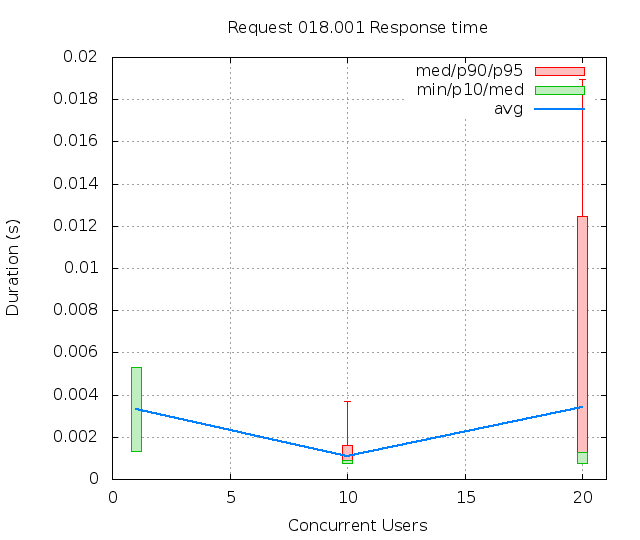 Request 018.001 Response time
med/p90/p95
min/p10/med
avg
Duration (s)
0.02
0.018
0.016
0.014
0.012
0.01
0.008
0.006
0.004
0.002
0
0 5 10 15 20
Concurrent Users